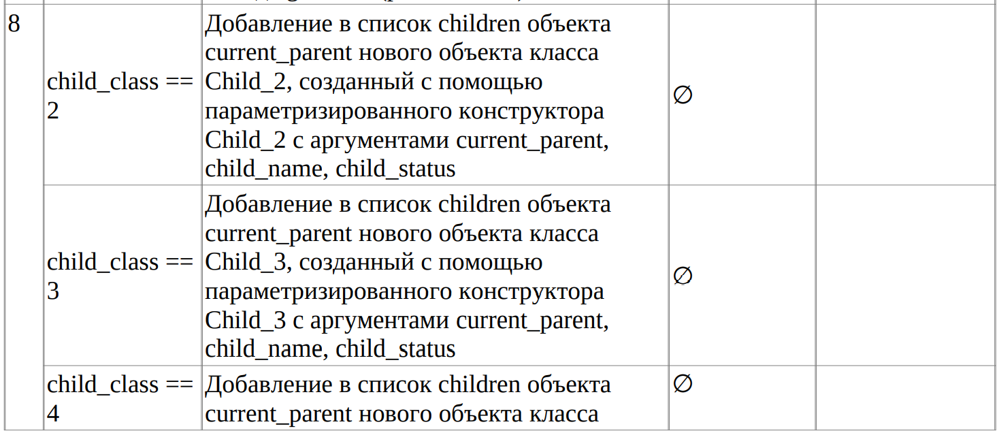 8
child_class ==
2
Добавление в список children объекта
current_parent нового объекта класса
Child_2, созданный с помощью
параметризированного конструктора
Child_2 с аргументами current_parent,
child_name, child_status
∅
child_class ==
3
Добавление в список children объекта
current_parent нового объекта класса
Child_3, созданный с помощью
параметризированного конструктора
Child_3 с аргументами current_parent,
child_name, child_status
∅
child_class ==
4
Добавление в список children объекта
current_parent нового объекта класса
∅